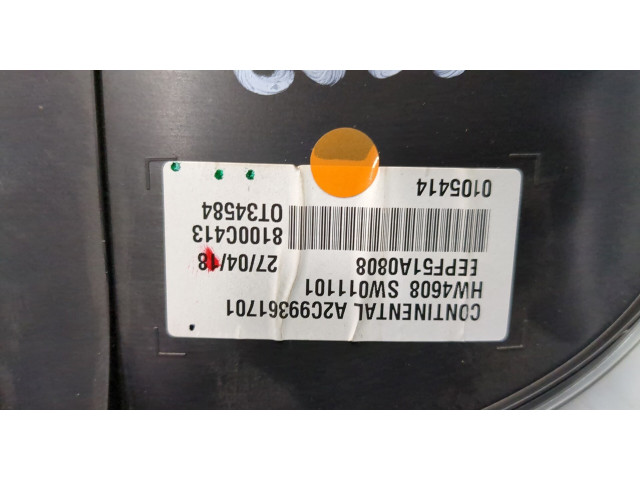 CONTINENTAL A2C99361701
HW4608 SW011101
EEPF51A0808 27/04/18
8100C413
0105414 0T34584